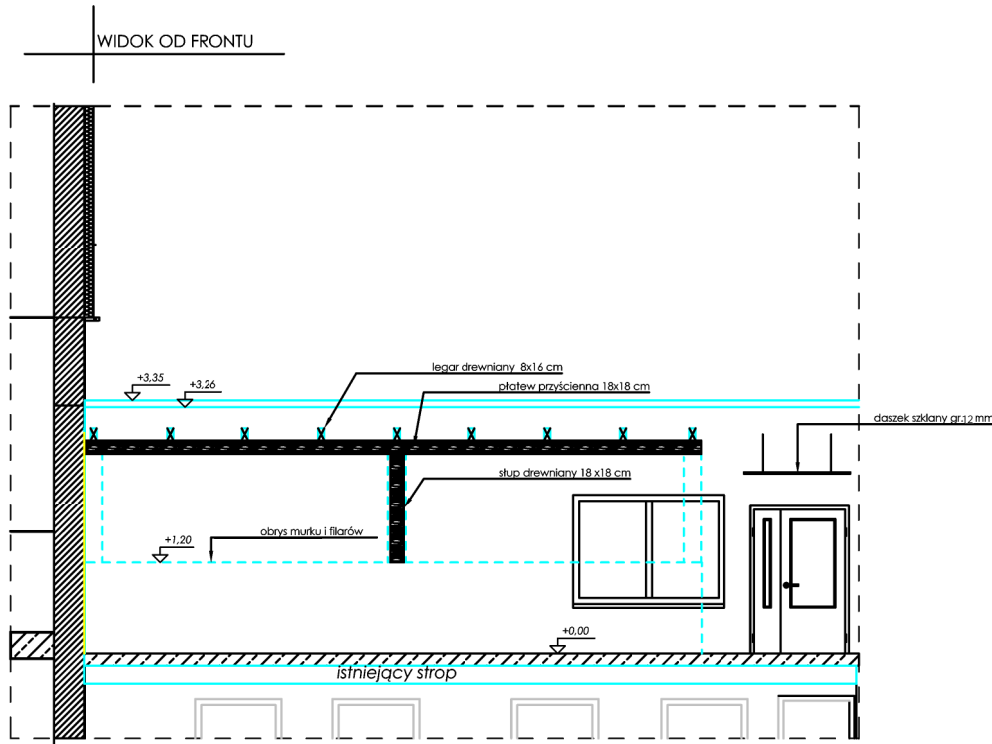 WIDOK OD FRONTU
legar drewniany 8x16 cm
+3,35
+3,26
płatew przyścienna 18x18 cm
daszek szklany gr.12 mm
słup drewniany 18 x18 cm
obrys murku i filarów
+1,20
+0,00
istniejący strop